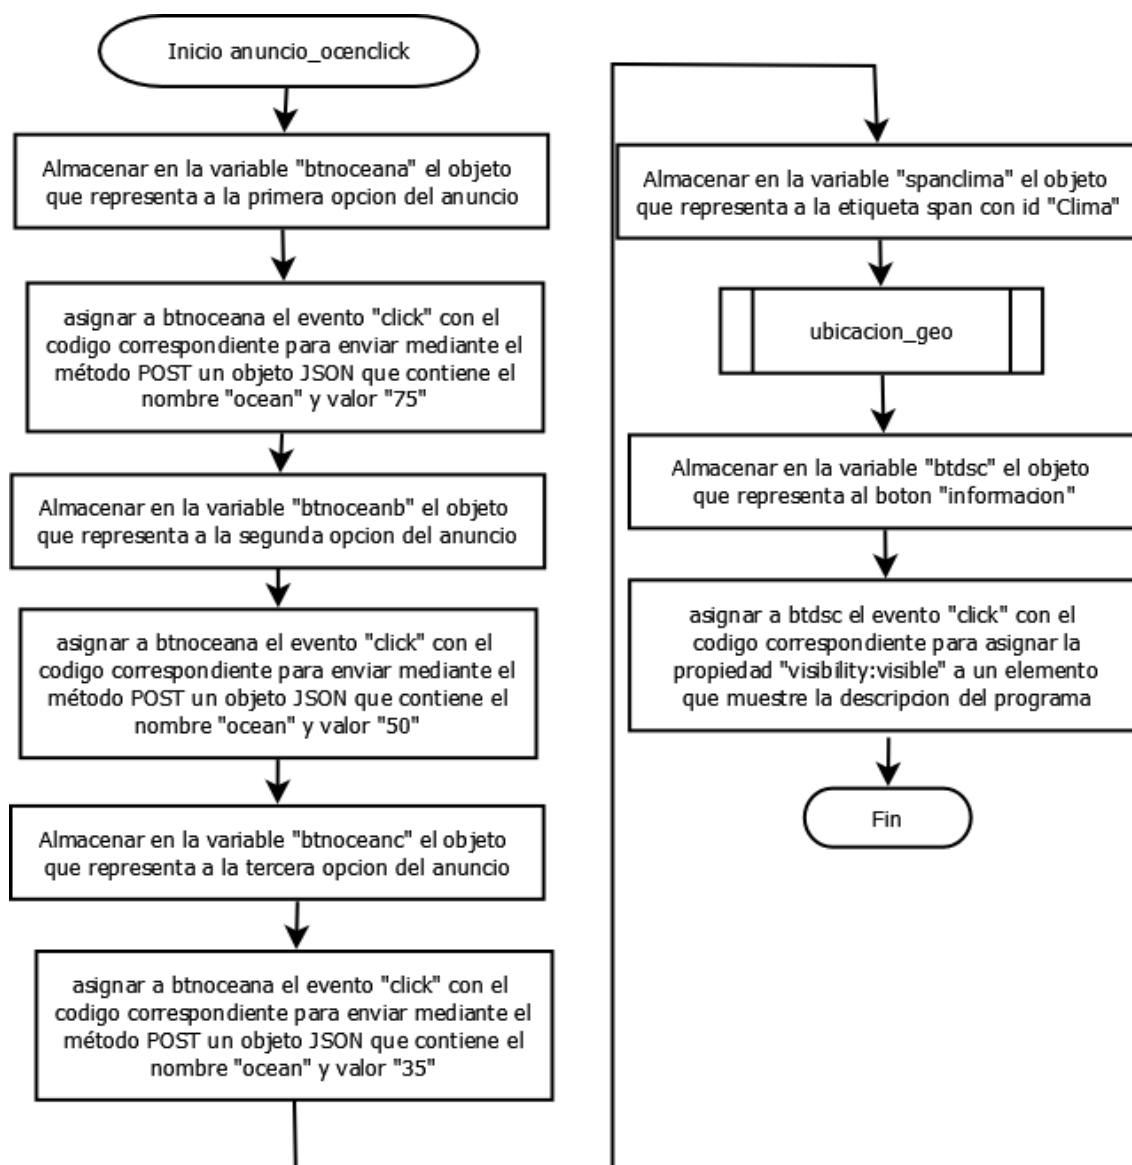 Inicio anuncio_ocenclick
Almacenar en la variable "btnoceana" el objeto
que representa a la primera opcion del anuncio
asignar a btnoceana el evento "click" con el
codigo correspondiente para enviar mediante el
método POST un objeto JSON que contiene el
nombre "ocean" y valor "75"
Almacenar en la variable "btnoceanb" el objeto
que representa a la segunda opcion del anuncio
asignar a btnoceana el evento "click" con el
codigo correspondiente para enviar mediante el
método POST un objeto JSON que contiene el
nombre "ocean" y valor "50"
Almacenar en la variable "btnoceanc" el objeto
que representa a la tercera opcion del anuncio
asignar a btnoceana el evento "click" con el
codigo correspondiente para enviar mediante el
método POST un objeto JSON que contiene el
nombre "ocean" y valor "35"
Almacenar en la variable "spanclima" el objeto
que representa a la etiqueta span con id "Clima"
ubicacion_geo
Almacenar en la variable "btdsc" el objeto
que representa al boton "informacion"
asignar a btdsc el evento "click" con el
codigo correspondiente para asignar la
propiedad "visibility:visible" a un elemento
que muestre la descripcion del programa
Fin